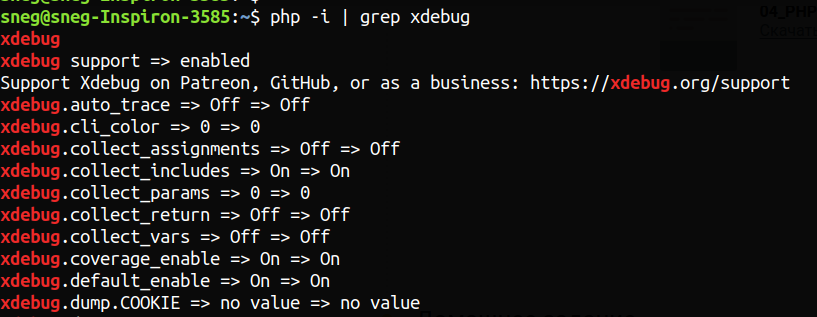 sneg@sneg-Inspiron-3585:~$ php -i | grep xdebug
xdebug
xdebug support => enabled
Support Xdebug on Patreon, GitHub, or as a business: https://xdebug.org/support
xdebug.auto_trace => Off => Off
xdebug.cli_color => 0 => 0
xdebug.collect_assignments => Off => Off
xdebug.collect_includes => On => On
xdebug.collect_params => 0 => 0
xdebug.collect_return => Off => Off
xdebug.collect_vars => Off => Off
xdebug.coverage_enable => On => On
xdebug.default_enable => On => On
xdebug.dump.COOKIE => no value => no value